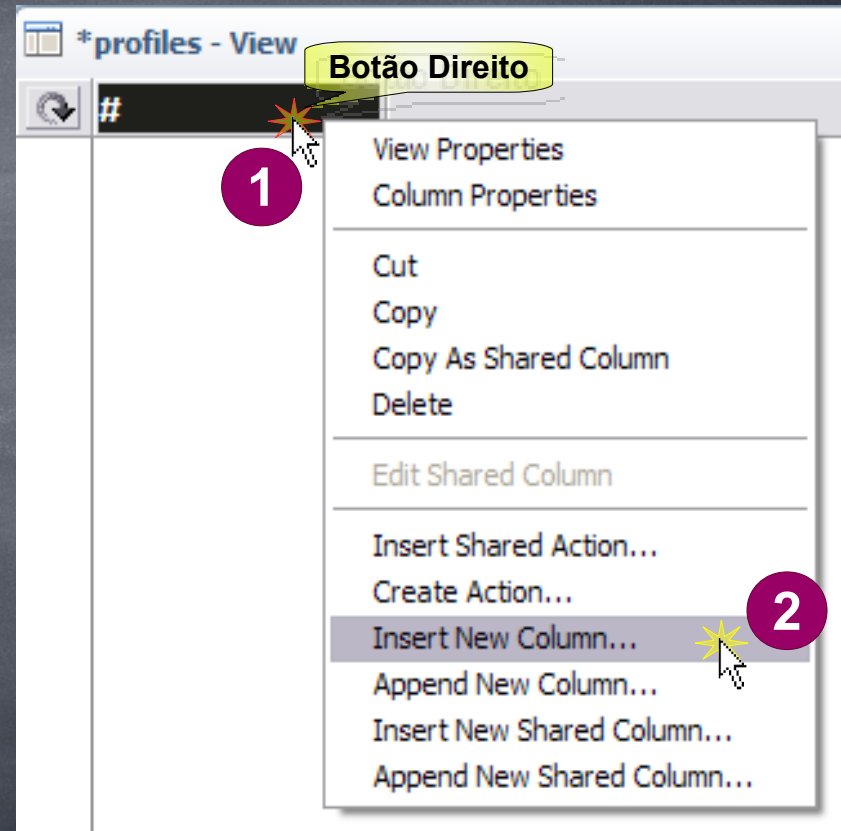 *profiles - View
Botão Direito
#
1
View Properties
Column Properties
Cut
Copy
Copy As Shared Column
Delete
Edit Shared Column
Insert Shared Action...
Create Action...
2
Insert New Column...
Append New Column...
Insert New Shared Column...
Append New Shared Column...